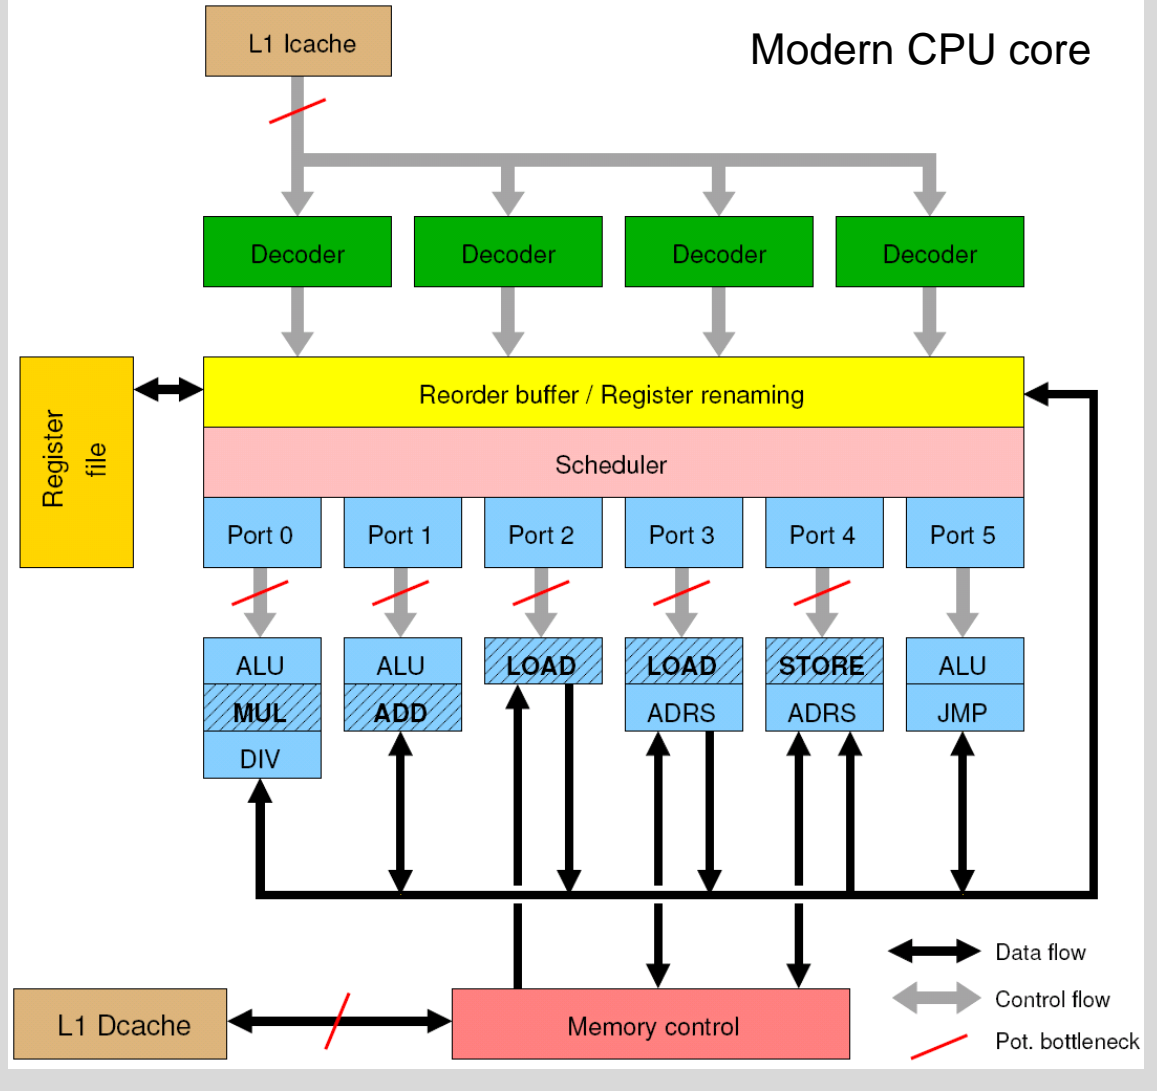 L1 Icache
Modern CPU core
Decoder
Decoder
Decoder
Decoder
Register
file
Reorder buffer / Register renaming
Scheduler
Port 0
Port 1
Port 2
Port 3
Port 4
Port 5
ALU
MUL
DIV
ALU
ADD
LOAD
LOAD
ADRS
STORE
ADRS
ALU
JMP
Data flow
Control flow
Pot. bottleneck
L1 Dcache
Memory control